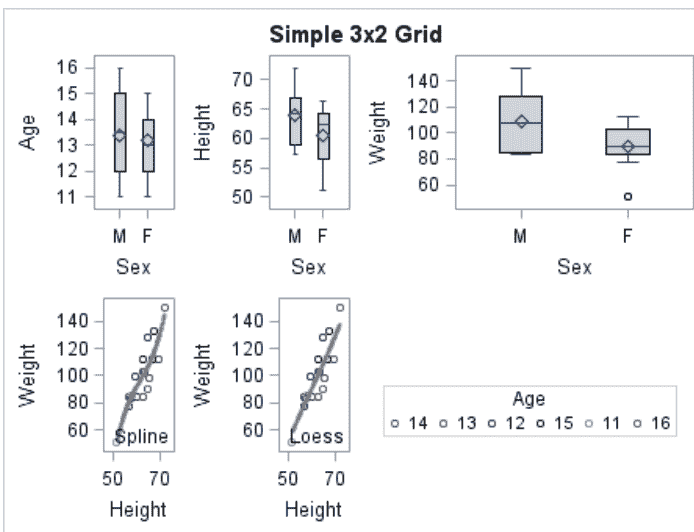 Simple 3x2 Grid
Age
16
15
14
13
12
11
M F
Sex
Height
70
65
60
55
50
M F
Sex
Weight
140
120
100
80
60
M F
Sex
Weight
140
120
100
80
60
Spline
50 70
Height
Weight
140
120
100
80
60
Loess
50 70
Height
Age
14 13 12 15 11 16